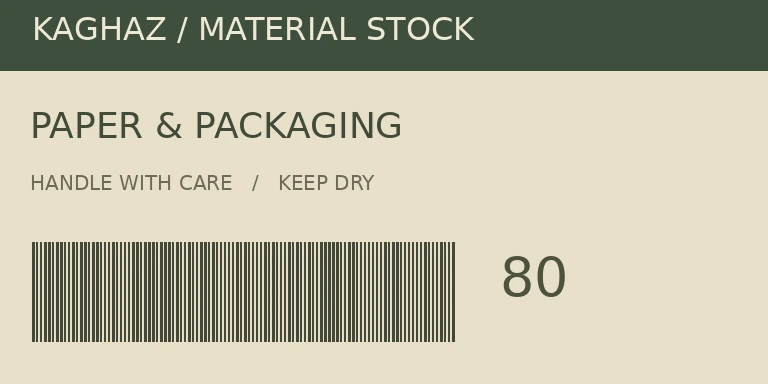 KAGHAZ / MATERIAL STOCK
PAPER & PACKAGING
HANDLE WITH CARE / KEEP DRY
80